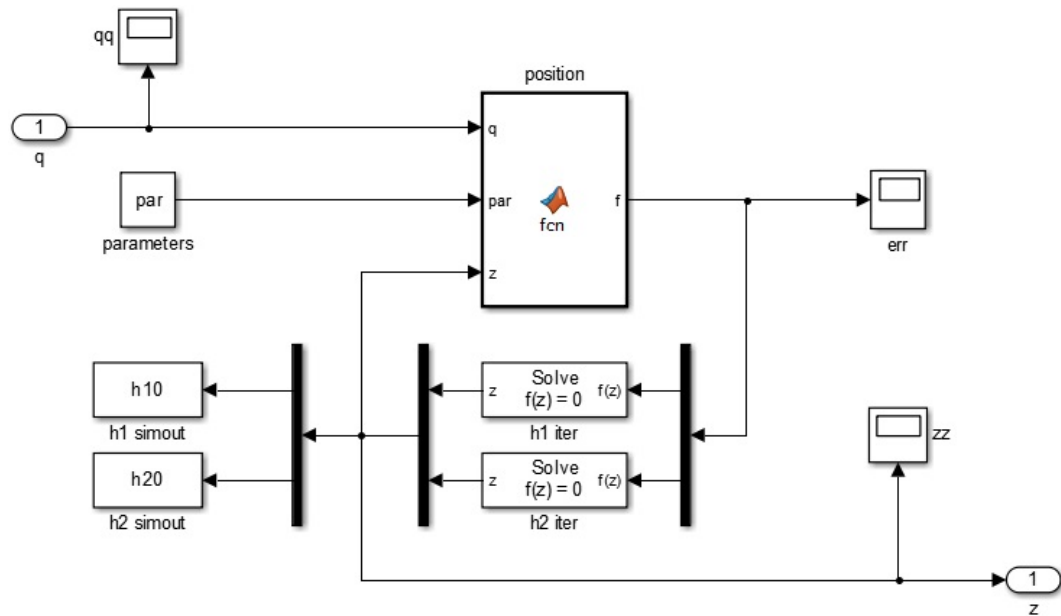 qq
position
1
q
q
par
parameters
par
f
fcn
z
err
h10
h1 simout
z
Solve
f(z) = 0
f(z)
h1 iter
h20
h2 simout
z
Solve
f(z) = 0
f(z)
h2 iter
zz
1
z